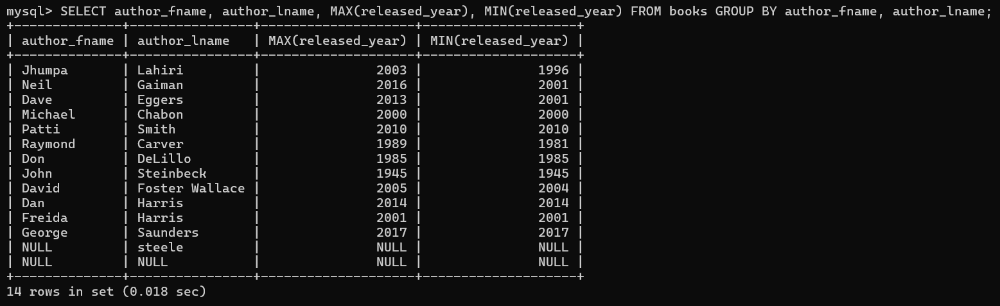 mysql> SELECT author_fname, author_lname, MAX(released_year), MIN(released_year) FROM books GROUP BY author_fname, author_lname;
+--------------+----------------+--------------------+--------------------+
| author_fname | author_lname   | MAX(released_year) | MIN(released_year) |
+--------------+----------------+--------------------+--------------------+
| Jhumpa       | Lahiri         |               2003 |               1996 |
| Neil         | Gaiman         |               2016 |               2001 |
| Dave         | Eggers         |               2013 |               2001 |
| Michael      | Chabon         |               2000 |               2000 |
| Patti        | Smith          |               2010 |               2010 |
| Raymond      | Carver         |               1989 |               1981 |
| Don          | DeLillo        |               1985 |               1985 |
| John         | Steinbeck      |               1945 |               1945 |
| David        | Foster Wallace |               2005 |               2004 |
| Dan          | Harris         |               2014 |               2014 |
| Freida       | Harris         |               2001 |               2001 |
| George       | Saunders       |               2017 |               2017 |
| NULL         | steele         |               NULL |               NULL |
| NULL         | NULL           |               NULL |               NULL |
+--------------+----------------+--------------------+--------------------+
14 rows in set (0.018 sec)